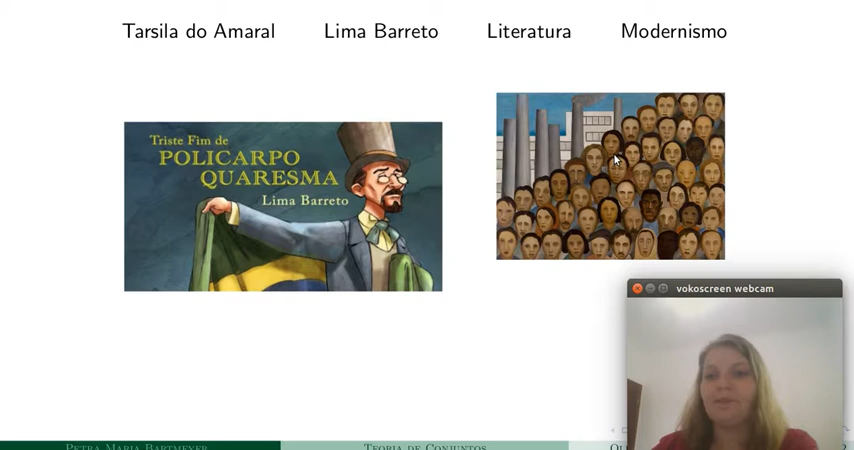 Tarsila do Amaral Lima Barreto Literatura Modernismo
Triste Fim de
POLICARPO
QUARESMA
Lima Barreto
vokoscreen webcam
Petra Maria Bartmeyer Teoria de Conjuntos